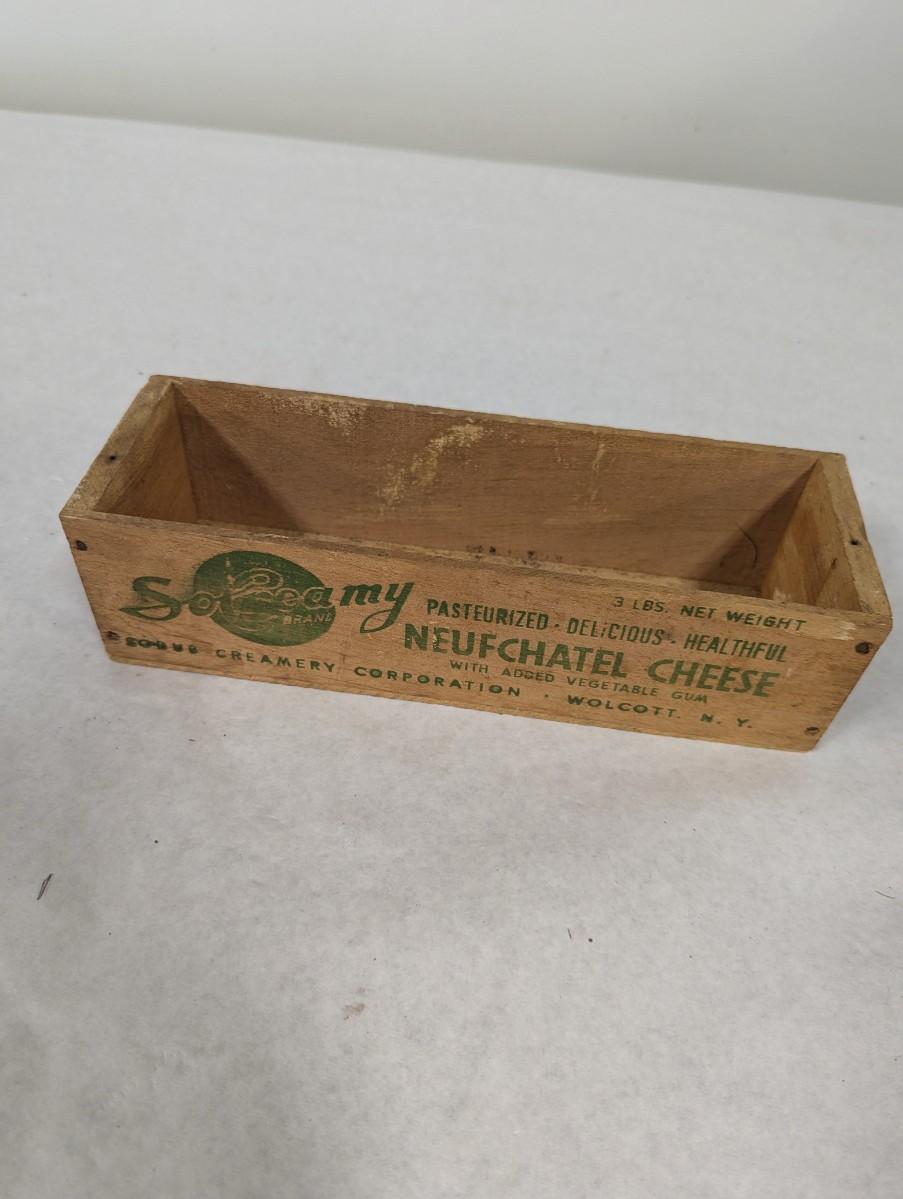 So Creamy
BRAND
3 LBS. NET WEIGHT
PASTEURIZED · DELICIOUS · HEALTHFUL
NEUFCHATEL CHEESE
WITH ADDED VEGETABLE GUM
SODUS CREAMERY CORPORATION · WOLCOTT, N. Y.